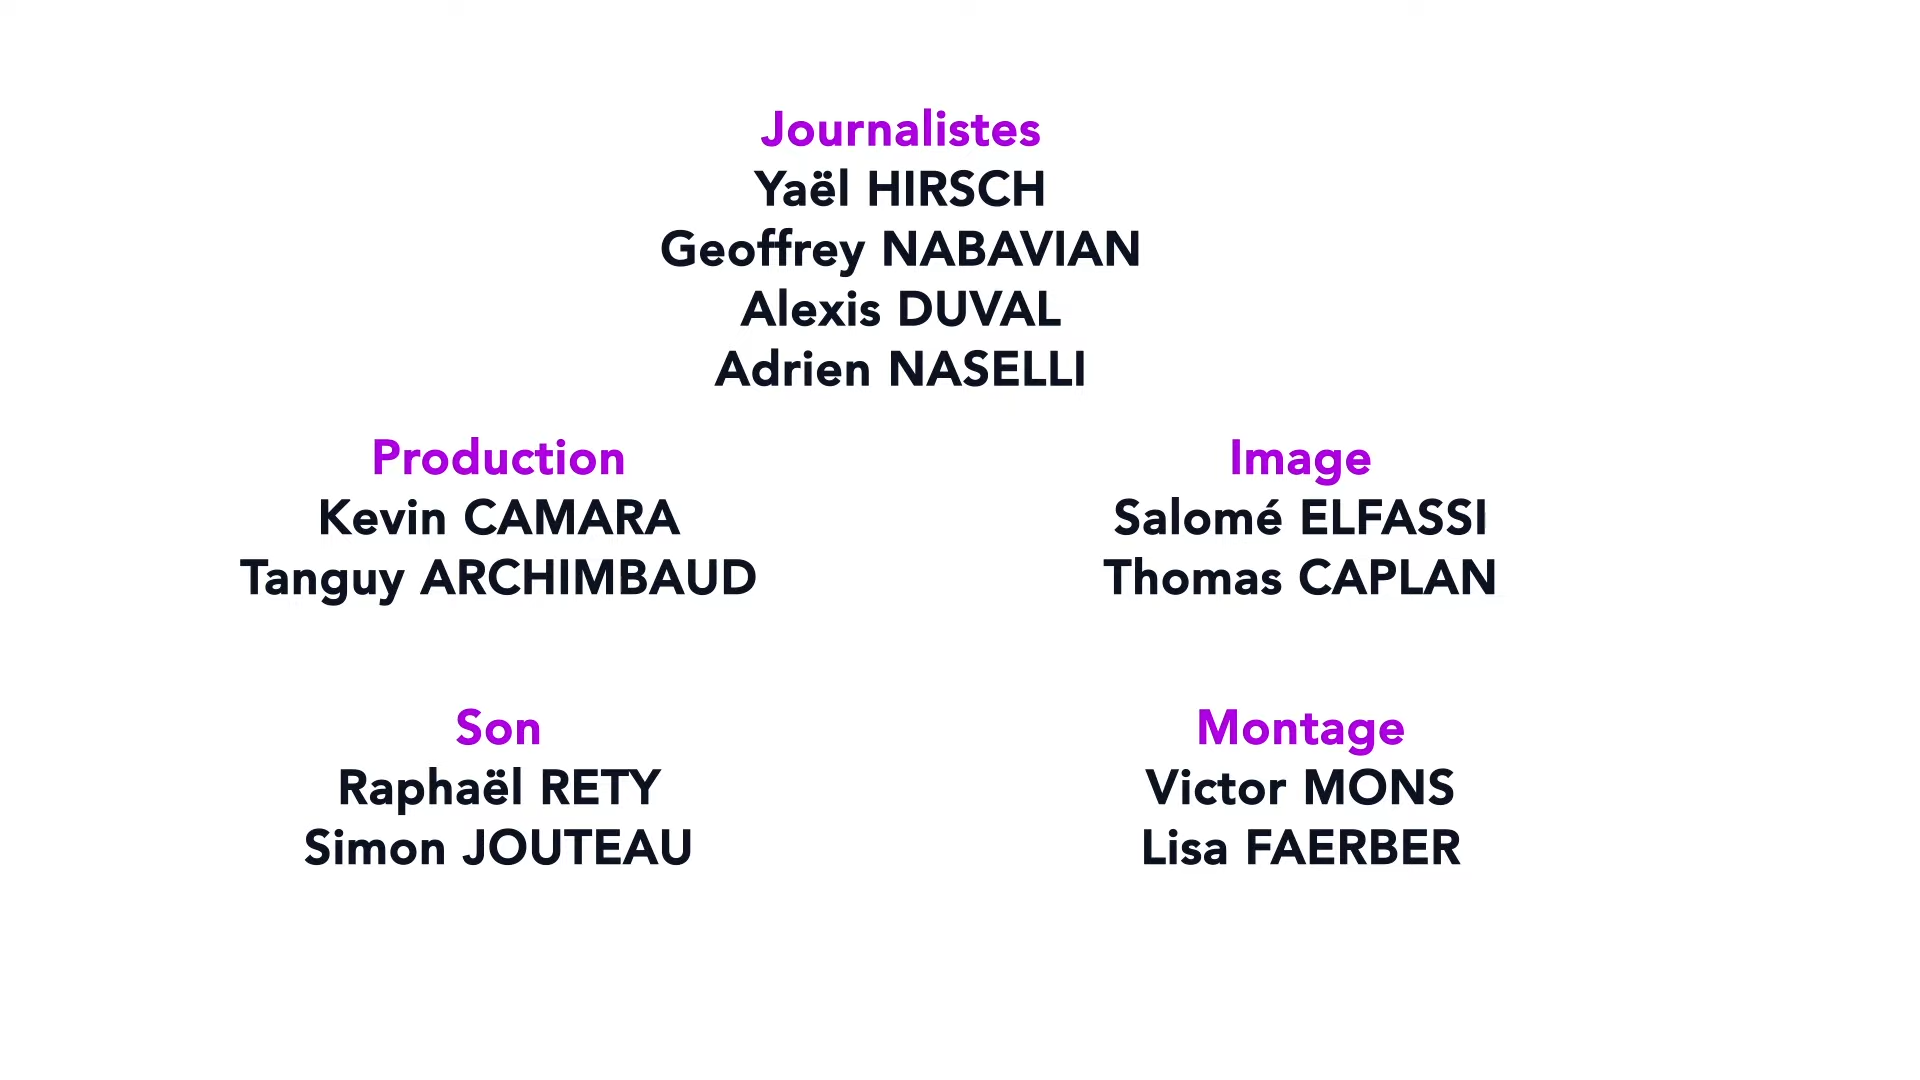 Journalistes
Yaël HIRSCH
Geoffrey NABAVIAN
Alexis DUVAL
Adrien NASELLI
Production
Kevin CAMARA
Tanguy ARCHIMBAUD
Image
Salomé ELFASSI
Thomas CAPLAN
Son
Raphaël RETY
Simon JOUTEAU
Montage
Victor MONS
Lisa FAERBER